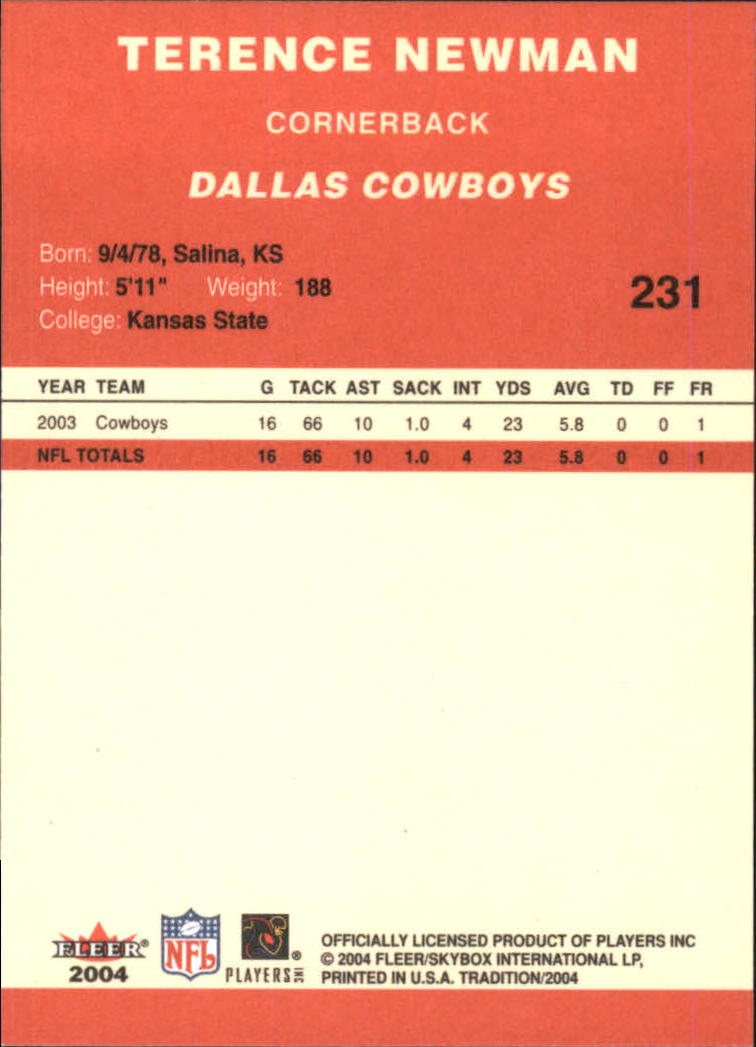 TERENCE NEWMAN
CORNERBACK
DALLAS COWBOYS
Born: 9/4/78, Salina, KS
Height: 5'11" Weight: 188
231
College: Kansas State
YEAR TEAM G TACK AST SACK INT YDS AVG TD FF FR
2003 Cowboys 16 66 10 1.0 4 23 5.8 0 0 1
NFL TOTALS 16 66 10 1.0 4 23 5.8 0 0 1
FLEER®
2004
NFL
®
PLAYERS INC
OFFICIALLY LICENSED PRODUCT OF PLAYERS INC
© 2004 FLEER/SKYBOX INTERNATIONAL LP,
PRINTED IN U.S.A. TRADITION/2004